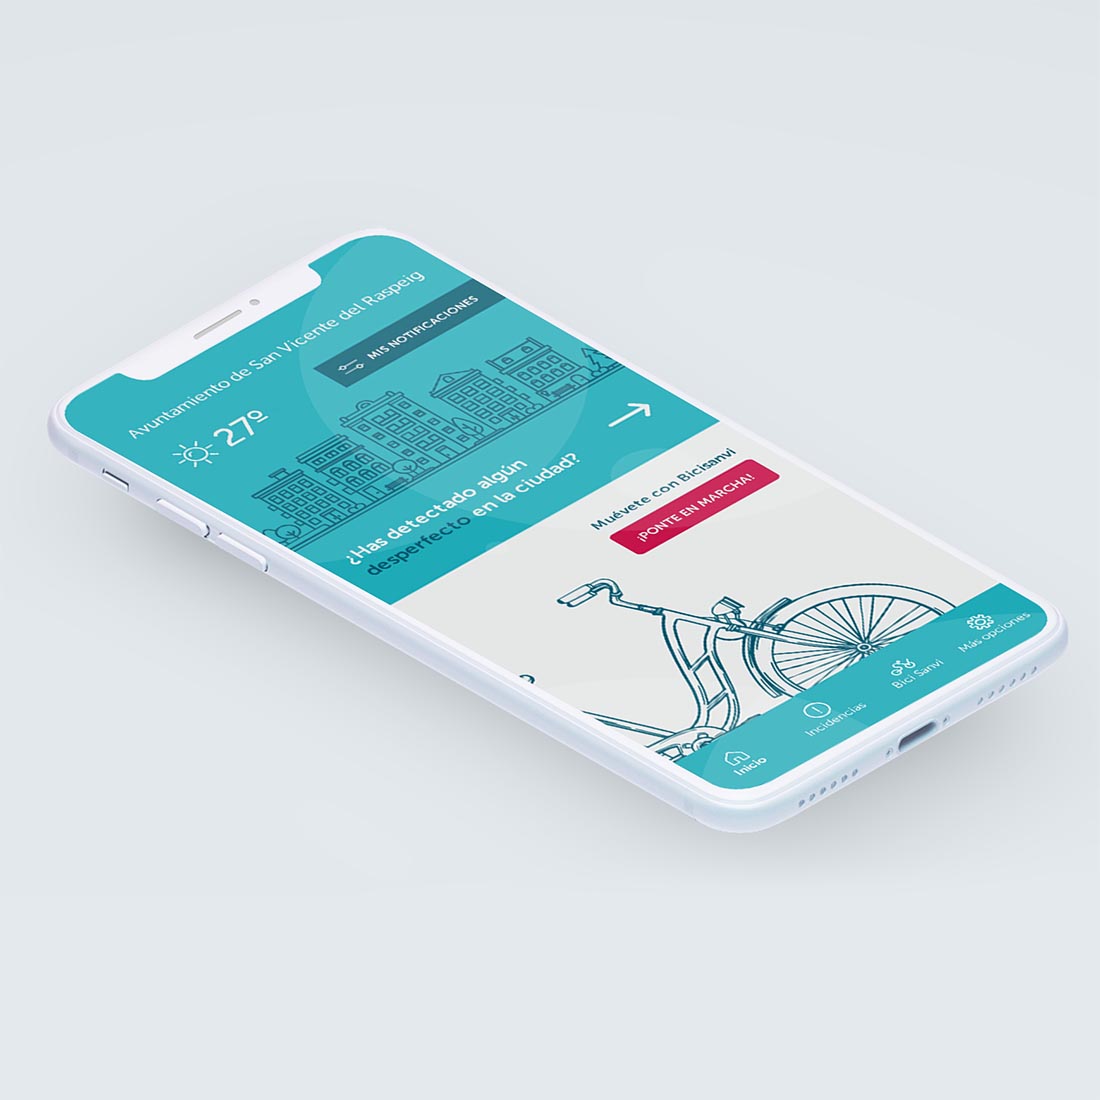 Ayuntamiento de San Vicente del Raspeig
27º
MIS NOTIFICACIONES
¿Has detectado algún
desperfecto en la ciudad?
Muévete con Bicisanvi
¡PONTE EN MARCHA!
Inicio
Incidencias
Bici Sanvi
Más opciones